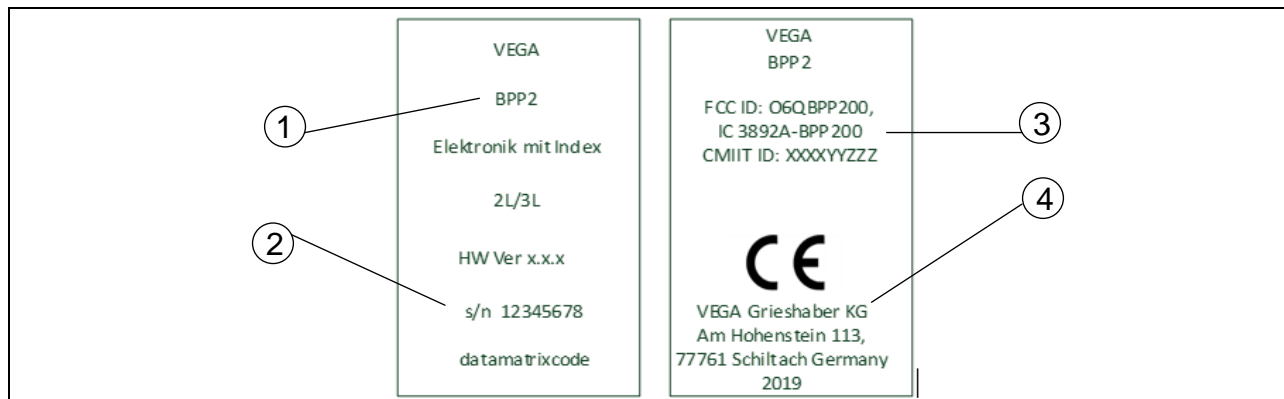 VEGA
BPP2
Elektronik mit Index
2L/3L
HW Ver x.x.x
s/n 12345678
datamatrixcode
1
2
VEGA
BPP2
FCC ID: O6QBPP200,
IC 3892A-BPP200
CMIIT ID: XXXXYYZZZ
CE
VEGA Grieshaber KG
Am Hohenstein 113,
77761 Schiltach Germany
2019
3
4